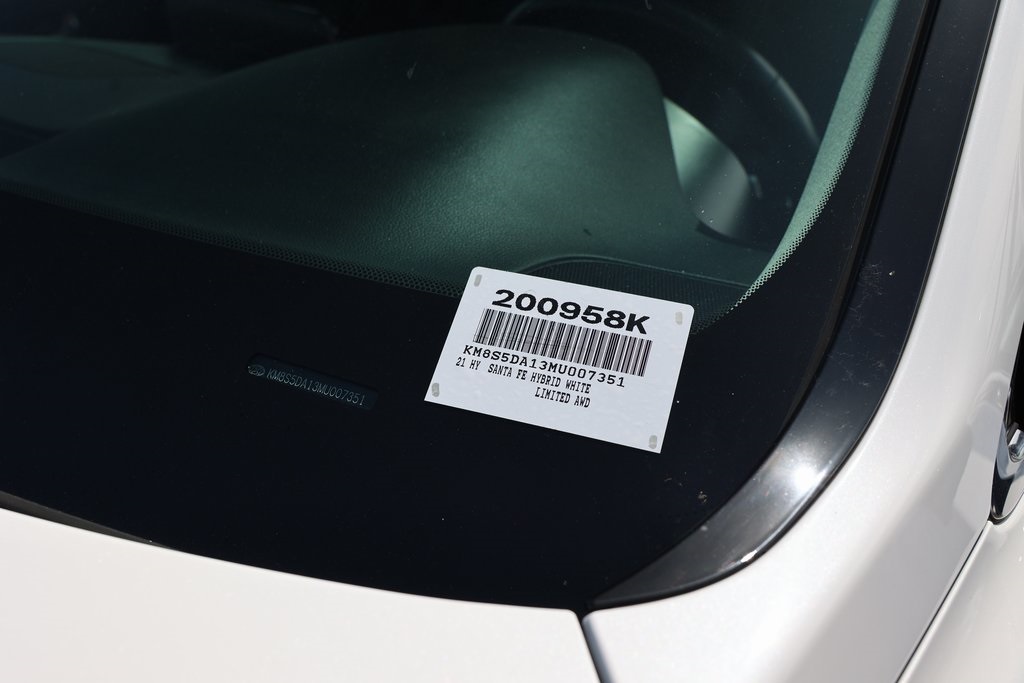 200958K
KM8S5DA13MU007351
21 HY SANTA FE HYBRID WHITE
LIMITED AWD
KM8S5DA13MU007351